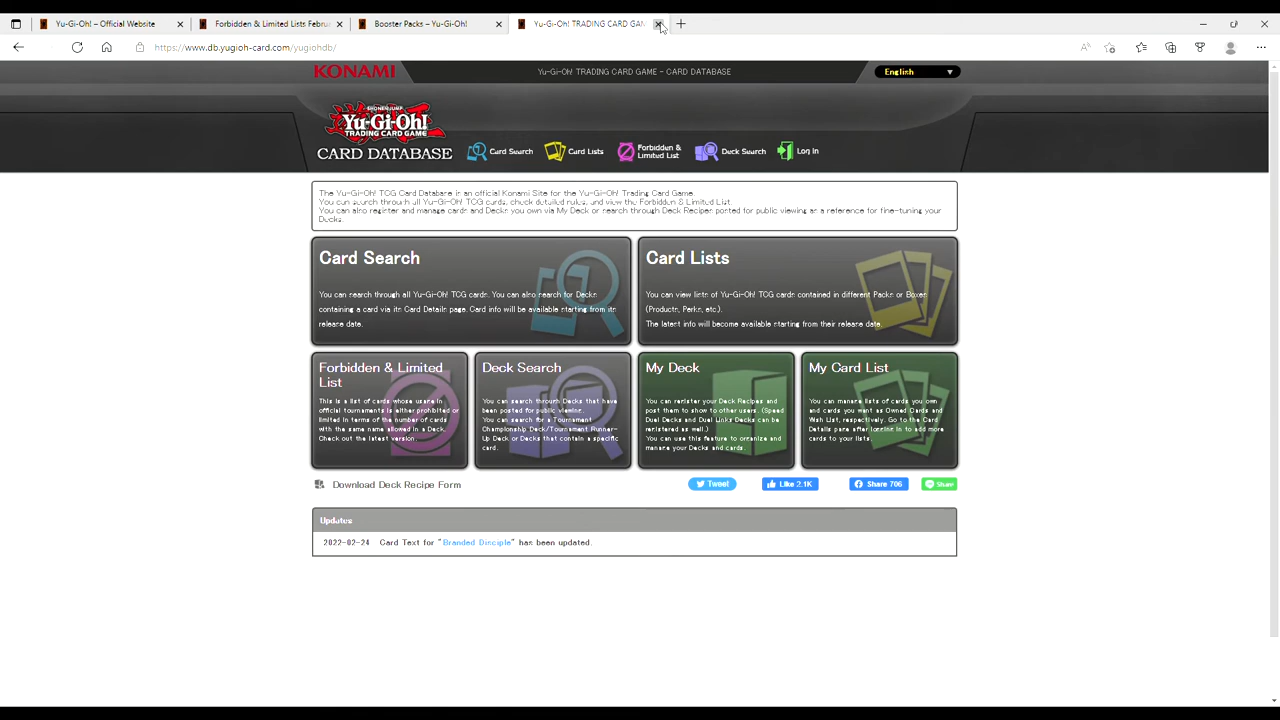 Yu-Gi-Oh! – Official Website
Forbidden & Limited Lists Febru
Booster Packs – Yu-Gi-Oh!
Yu-Gi-Oh! TRADING CARD GAM
https://www.db.yugioh-card.com/yugiohdb/
KONAMI
Yu-Gi-Oh! TRADING CARD GAME - CARD DATABASE
English
SHONEN JUMP
Yu-Gi-Oh!
TRADING CARD GAME
CARD DATABASE
Card Search
Card Lists
Forbidden &
Limited List
Deck Search
Log In
The Yu-Gi-Oh! TCG Card Database is an official Konami Site for the Yu-Gi-Oh! Trading Card Game.
You can search through all Yu-Gi-Oh! TCG cards, check detailed rules, and view the Forbidden & Limited List.
You can also register and manage cards and Decks you own via My Deck or search through Deck Recipes posted for public viewing as a reference for fine-tuning your
Decks.
Card Search
You can search through all Yu-Gi-Oh! TCG cards. You can also search for Decks
containing a card via its Card Details page. Card info will be available starting from its
release date.
Card Lists
You can view lists of Yu-Gi-Oh! TCG cards contained in different Packs or Boxes
(Products, Perks, etc.).
The latest info will become available starting from their release date.
Forbidden & Limited
List
This is a list of cards whose usage in
official tournaments is either prohibited or
limited in terms of the number of cards
with the same name allowed in a Deck.
Check out the latest version.
Deck Search
You can search through Decks that have
been posted for public viewing.
You can search for a Tournament
Championship Deck/Tournament Runner-
Up Deck or Decks that contain a specific
card.
My Deck
You can register your Deck Recipes and
post them to show to other users. (Speed
Duel Decks and Duel Links Decks can be
registered as well.)
You can use this feature to organize and
manage your Decks and cards.
My Card List
You can manage lists of cards you own
and cards you want as Owned Cards and
Wish List, respectively. Go to the Card
Details page after logging in to add more
cards to your lists.
Download Deck Recipe Form
Tweet
Like 2.1K
Share 706
Share
Updates
2022-02-24 Card Text for "Branded Disciple" has been updated.